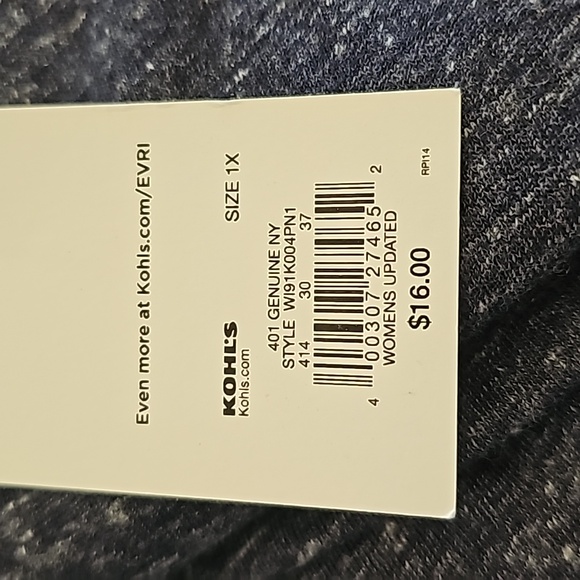 Even more at Kohls.com/EVRI
KOHL'S SIZE 1X
Kohls.com
401 GENUINE NY
STYLE WI91K004PN1
414 30 37
4 00307 27465 2
WOMENS UPDATED
$16.00
RPI14